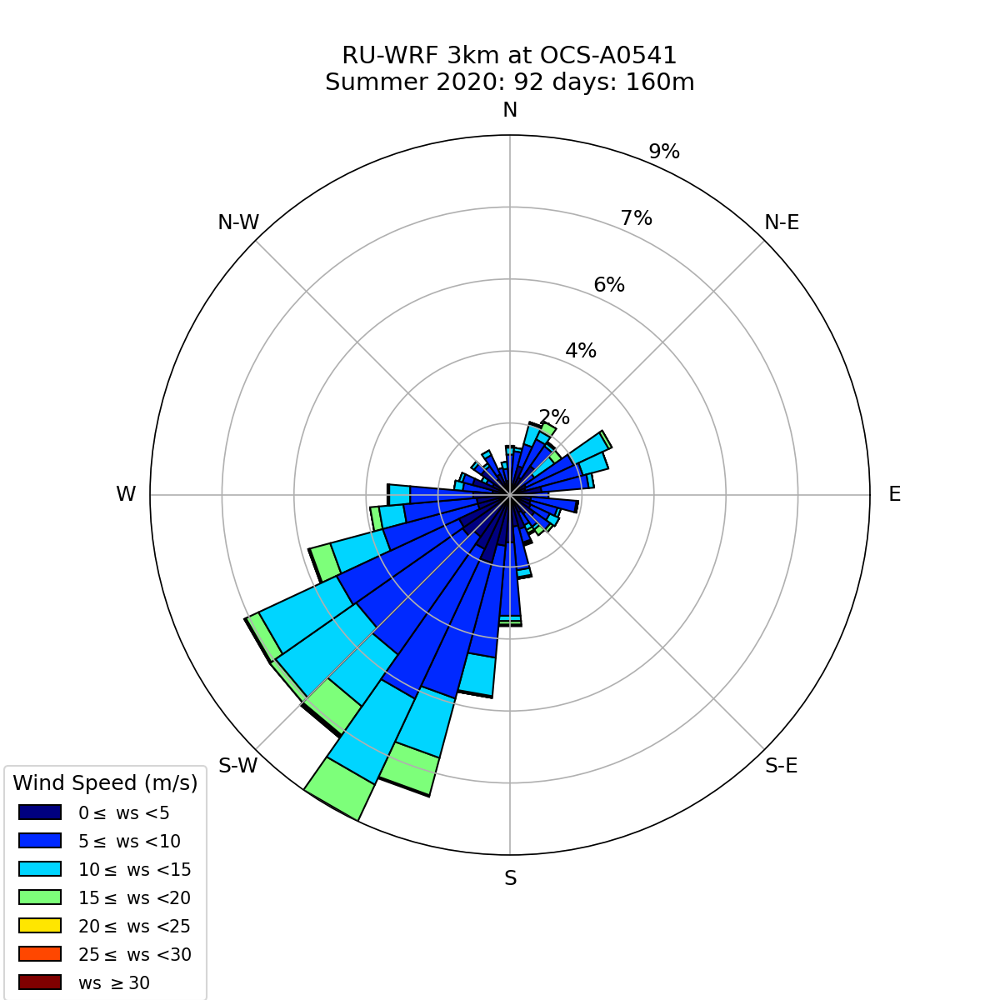 RU-WRF 3km at OCS-A0541
Summer 2020: 92 days: 160m
N
9%
N-W
7%
N-E
6%
4%
2%
W
E
S-W
S-E
S
Wind Speed (m/s)
0≤ ws <5
5≤ ws <10
10≤ ws <15
15≤ ws <20
20≤ ws <25
25≤ ws <30
ws ≥30